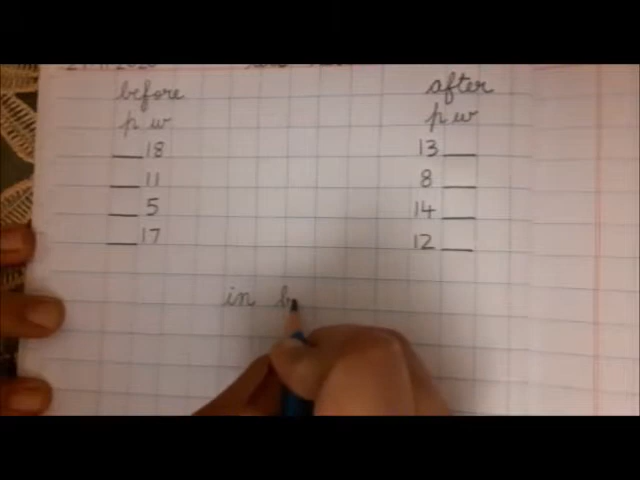 before
p w
__ 18
__ 11
__ 5
__ 17
after
p w
13 __
8 __
14 __
12 __
in b